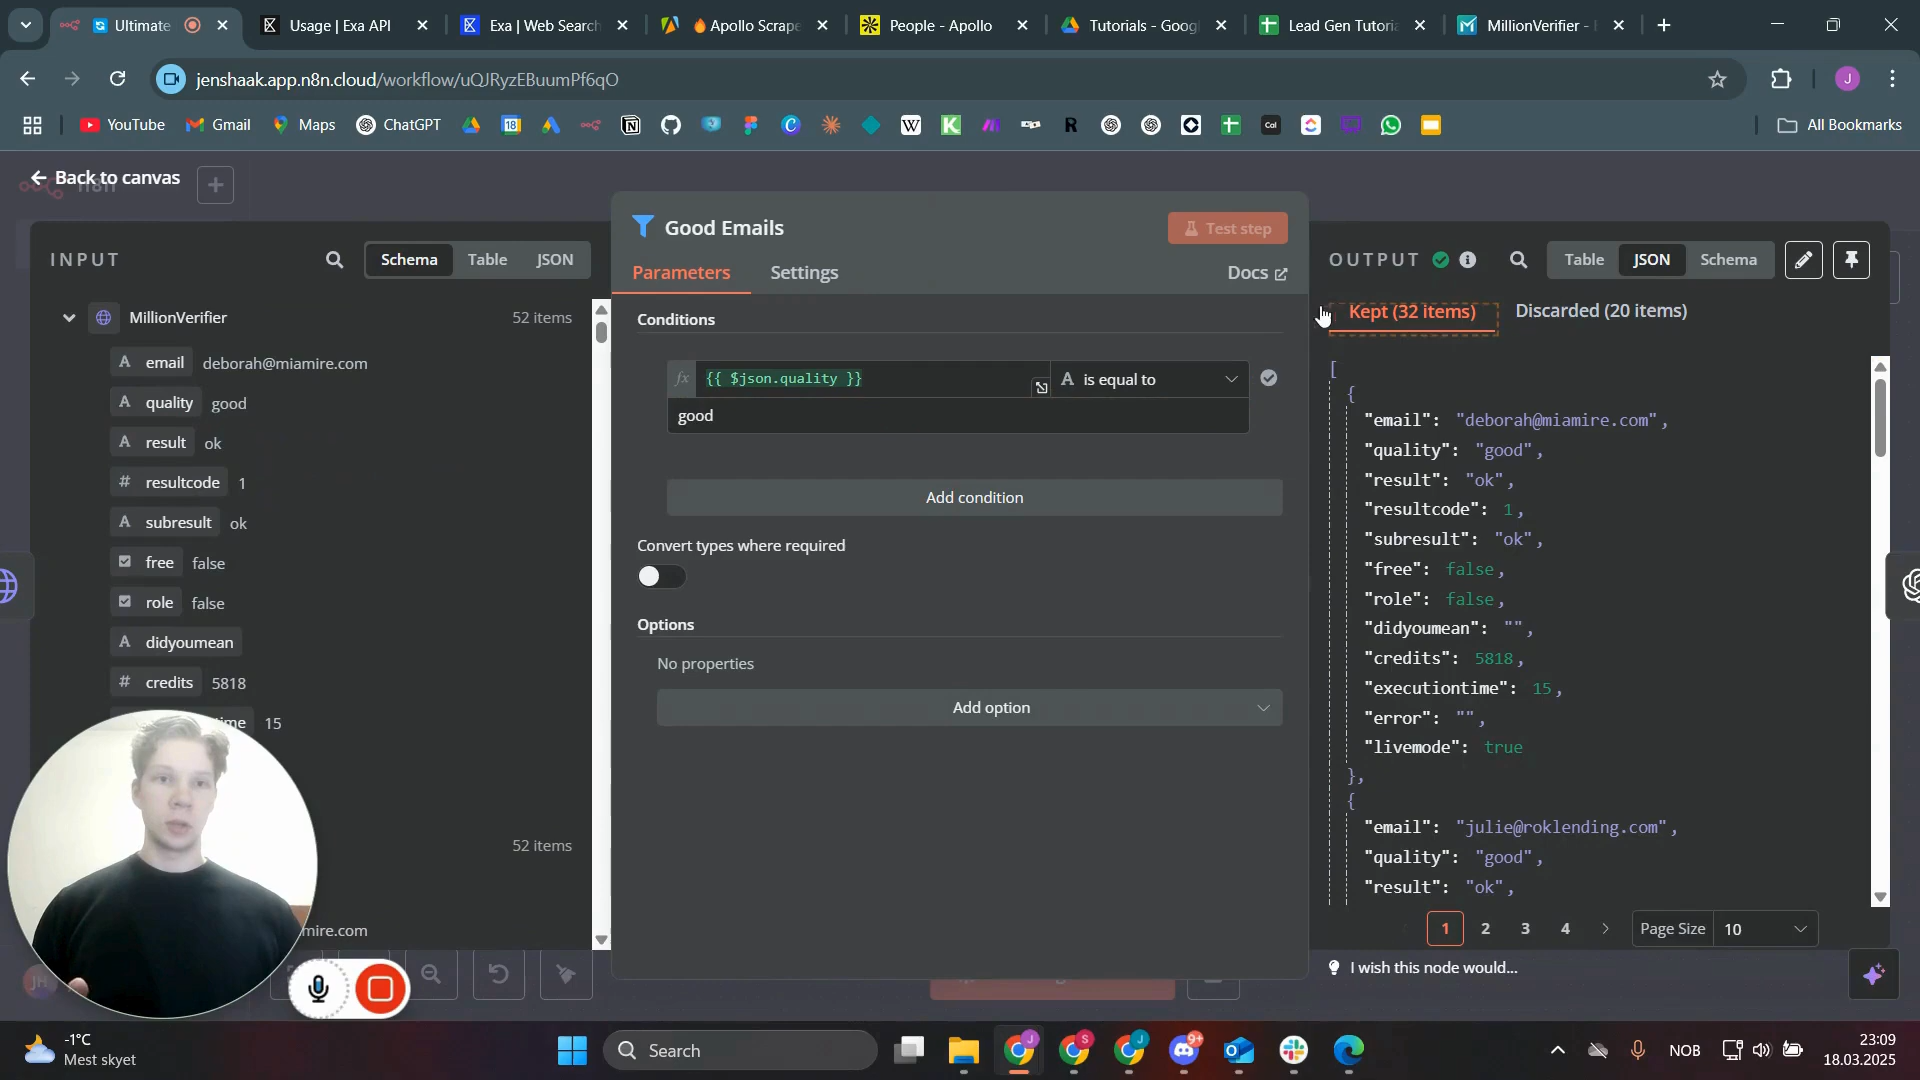 Ultimate
Usage | Exa API
Exa | Web Search
Apollo Scrape
People - Apollo
Tutorials - Googl
Lead Gen Tutori
MillionVerifier -
jenshaak.app.n8n.cloud/workflow/uQJRyzEBuumPf6qO
YouTube
Gmail
Maps
ChatGPT
All Bookmarks
Back to canvas
n8n
INPUT
Schema
Table
JSON
MillionVerifier
52 items
email deborah@miamire.com
quality good
result ok
resultcode 1
subresult ok
free false
role false
didyoumean
credits 5818
me 15
52 items
mire.com
Good Emails
Test step
Parameters
Settings
Docs
Conditions
fx {{ $json.quality }}
is equal to
good
Add condition
Convert types where required
Options
No properties
Add option
OUTPUT
Table
JSON
Schema
Kept (32 items)
Discarded (20 items)
[
{
"email": "deborah@miamire.com",
"quality": "good",
"result": "ok",
"resultcode": 1,
"subresult": "ok",
"free": false,
"role": false,
"didyoumean": "",
"credits": 5818,
"executiontime": 15,
"error": "",
"livemode": true
},
{
"email": "julie@roklending.com",
"quality": "good",
"result": "ok",
1
2
3
4
Page Size 10
I wish this node would...
-1°C
Mest skyet
Search
NOB
23:09
18.03.2025